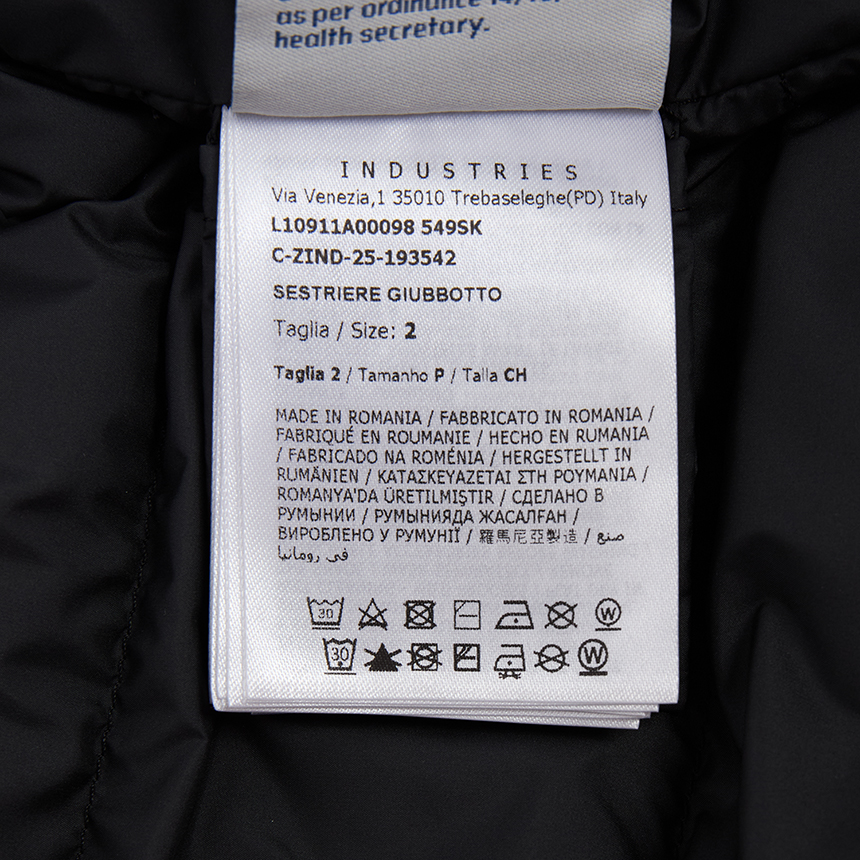 as per ordinance
health secretary.
INDUSTRIES
Via Venezia,1 35010 Trebaseleghe(PD) Italy
L10911A00098 549SK
C-ZIND-25-193542
SESTRIERE GIUBBOTTO
Taglia / Size: 2
Taglia 2 / Tamanho P / Talla CH
MADE IN ROMANIA / FABBRICATO IN ROMANIA /
FABRIQUÉ EN ROUMANIE / HECHO EN RUMANIA
/ FABRICADO NA ROMÉNIA / HERGESTELLT IN
RUMÄNIEN / ΚΑΤΑΣΚΕΥΑΖΕΤΑΙ ΣΤΗ ΡΟΥΜΑΝΙΑ /
ROMANYA'DA ÜRETILMIŞTIR / СДЕЛАНО В
РУМЫНИИ / РУМЫНИЯДА ЖАСАЛҒАН /
ВИРОБЛЕНО У РУМУНІЇ / 羅馬尼亞製造 / صنع
في رومانيا
30 W
30 W